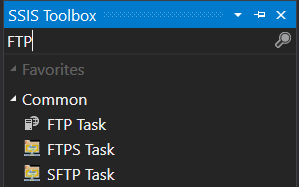 SSIS Toolbox
FTP
Favorites
Common
FTP Task
FTPS Task
SFTP Task